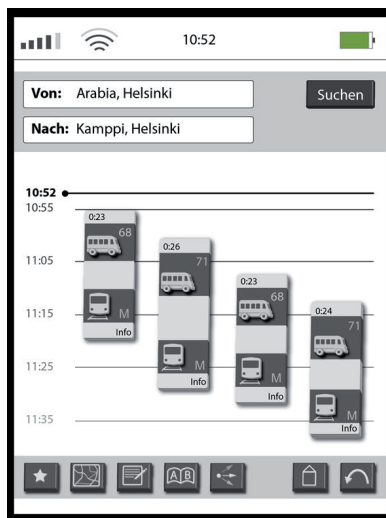 10:52
Von: Arabia, Helsinki
Suchen
Nach: Kamppi, Helsinki
10:52
10:55
0:23
68
0:26
11:05
71
0:23
68
0:24
11:15
M
71
Info
11:25
M
M
Info
Info
M
11:35
Info
A B